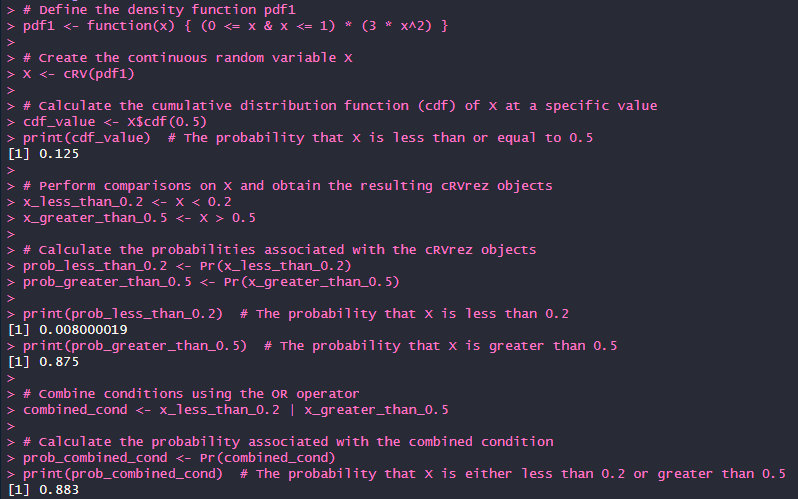 > # Define the density function pdf1
> pdf1 <- function(x) { (0 <= x & x <= 1) * (3 * x^2) }
>
> # Create the continuous random variable X
> X <- cRV(pdf1)
>
> # Calculate the cumulative distribution function (cdf) of X at a specific value
> cdf_value <- X$cdf(0.5)
> print(cdf_value)  # The probability that X is less than or equal to 0.5
[1] 0.125
>
> # Perform comparisons on X and obtain the resulting cRVrez objects
> x_less_than_0.2 <- X < 0.2
> x_greater_than_0.5 <- X > 0.5
>
> # Calculate the probabilities associated with the cRVrez objects
> prob_less_than_0.2 <- Pr(x_less_than_0.2)
> prob_greater_than_0.5 <- Pr(x_greater_than_0.5)
>
> print(prob_less_than_0.2)  # The probability that X is less than 0.2
[1] 0.008000019
> print(prob_greater_than_0.5)  # The probability that X is greater than 0.5
[1] 0.875
>
> # Combine conditions using the OR operator
> combined_cond <- x_less_than_0.2 | x_greater_than_0.5
>
> # Calculate the probability associated with the combined condition
> prob_combined_cond <- Pr(combined_cond)
> print(prob_combined_cond)  # The probability that X is either less than 0.2 or greater than 0.5
[1] 0.883